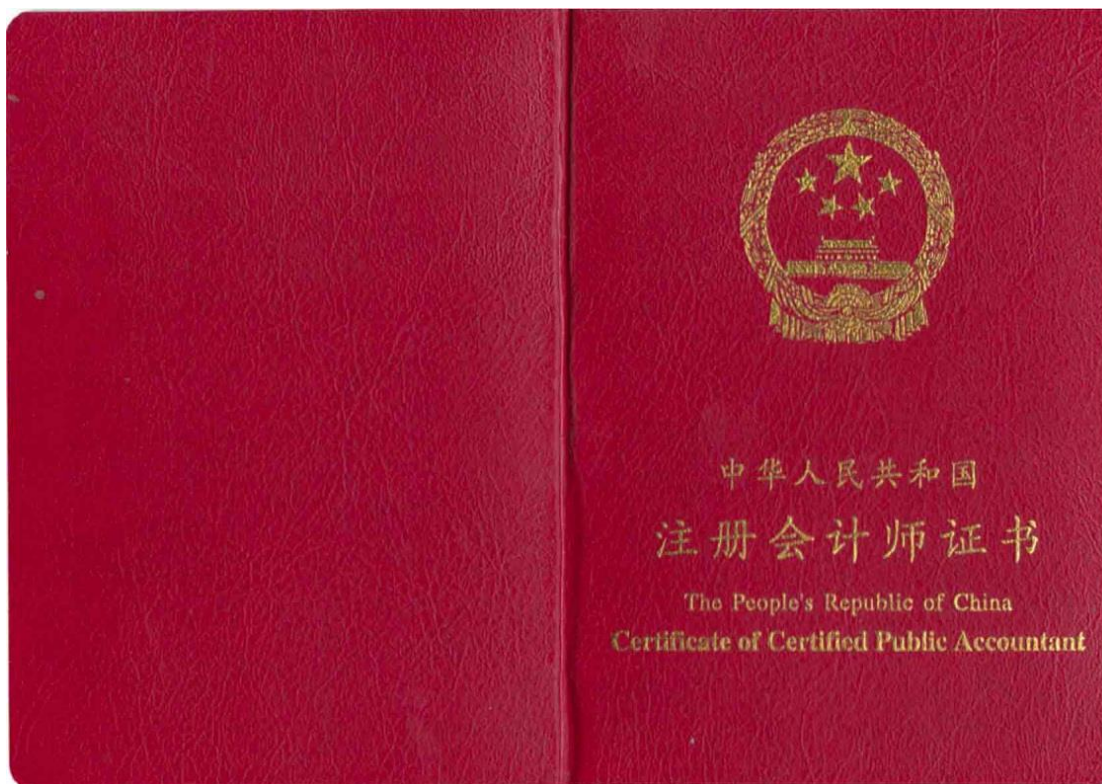 中华人民共和国
注册会计师证书
The People's Republic of China
Certificate of Certified Public Accountant